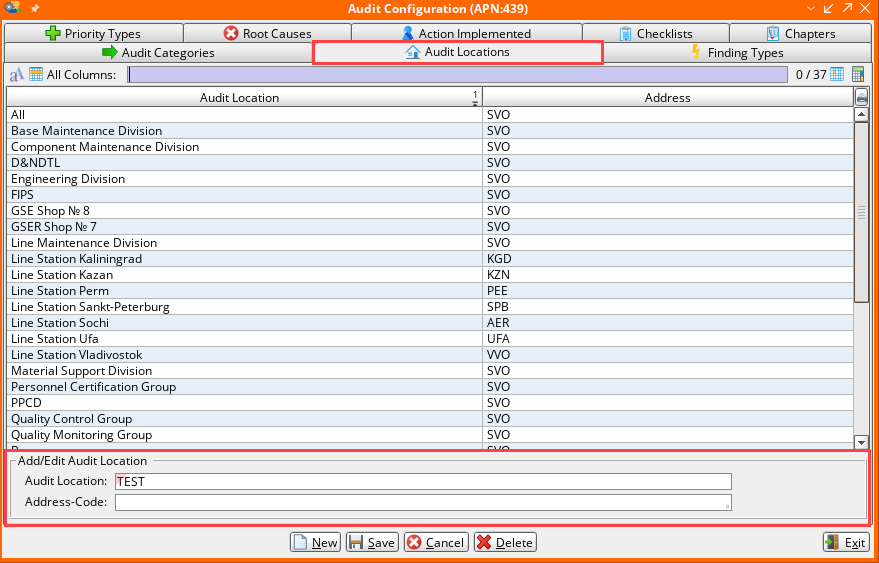 Audit Configuration (APN:439)
Priority Types Root Causes Action Implemented Checklists Chapters
Audit Categories Audit Locations Finding Types
All Columns: 0 / 37
Audit Location 1 Address
All SVO
Base Maintenance Division SVO
Component Maintenance Division SVO
D&NDTL SVO
Engineering Division SVO
FIPS SVO
GSE Shop № 8 SVO
GSER Shop № 7 SVO
Line Maintenance Division SVO
Line Station Kaliningrad KGD
Line Station Kazan KZN
Line Station Perm PEE
Line Station Sankt-Peterburg SPB
Line Station Sochi AER
Line Station Ufa UFA
Line Station Vladivostok VVO
Material Support Division SVO
Personnel Certification Group SVO
PPCD SVO
Quality Control Group SVO
Quality Monitoring Group SVO
Add/Edit Audit Location
Audit Location: TEST
Address-Code:
New Save Cancel Delete Exit